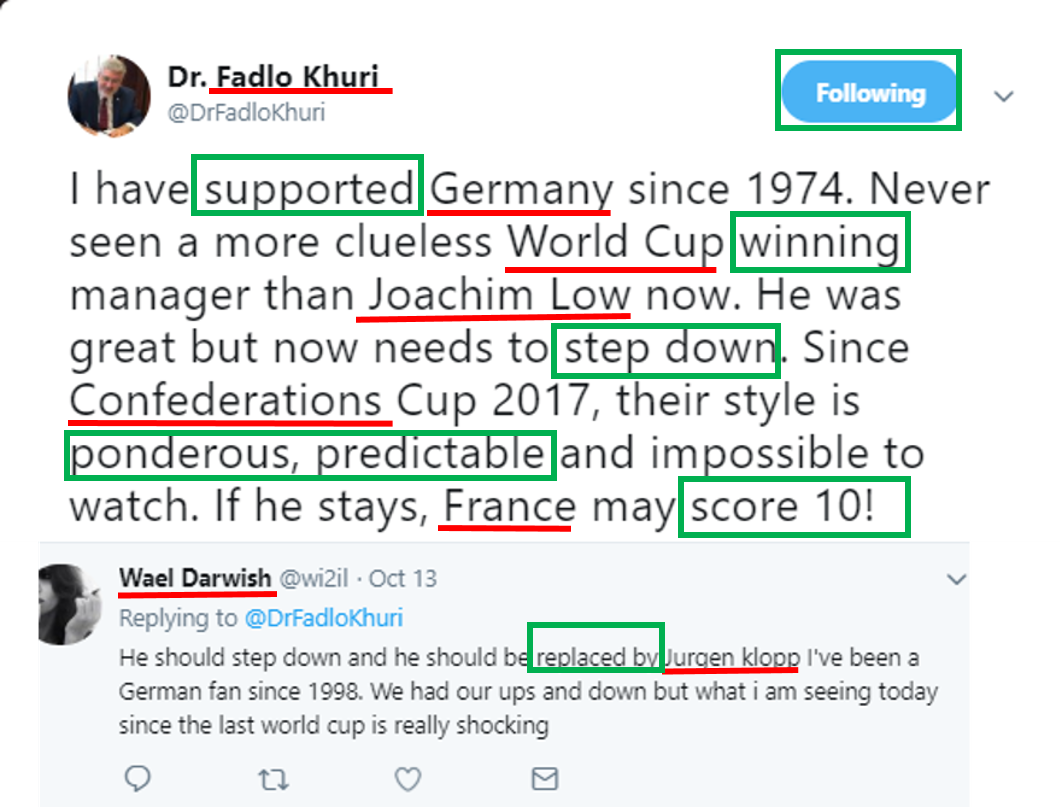 Dr. Fadlo Khuri
@DrFadloKhuri
Following
I have supported Germany since 1974. Never
seen a more clueless World Cup winning
manager than Joachim Low now. He was
great but now needs to step down. Since
Confederations Cup 2017, their style is
ponderous, predictable and impossible to
watch. If he stays, France may score 10!
Wael Darwish @wi2il · Oct 13
Replying to @DrFadloKhuri
He should step down and he should be replaced by Jurgen klopp I've been a
German fan since 1998. We had our ups and down but what i am seeing today
since the last world cup is really shocking